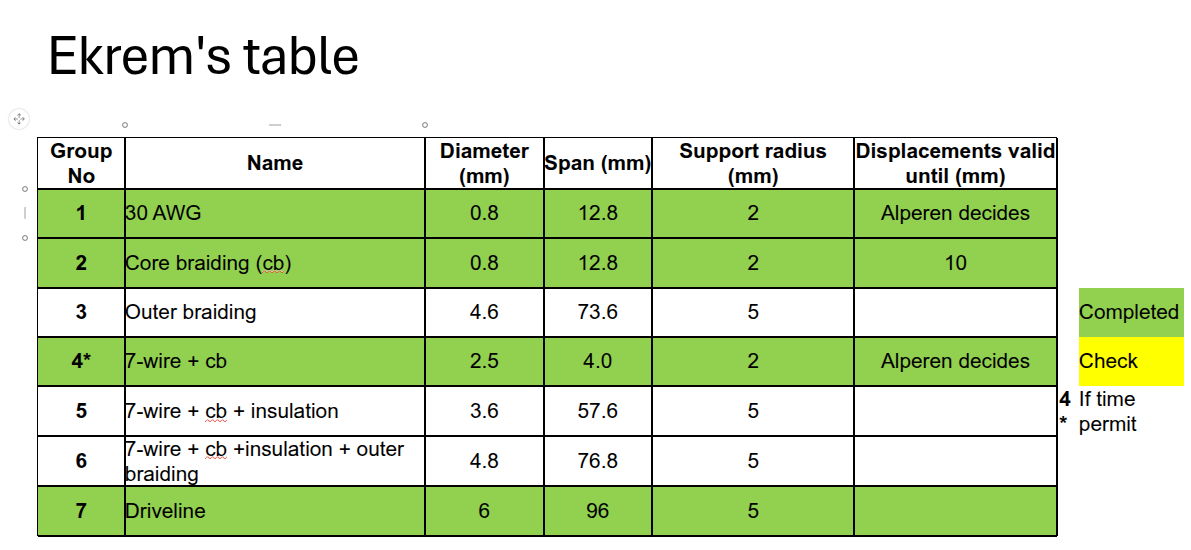 Ekrem's table
Group No Name Diameter (mm) Span (mm) Support radius (mm) Displacements valid until (mm)
1 30 AWG 0.8 12.8 2 Alperen decides
2 Core braiding (cb) 0.8 12.8 2 10
3 Outer braiding 4.6 73.6 5
4* 7-wire + cb 2.5 4.0 2 Alperen decides
5 7-wire + cb + insulation 3.6 57.6 5
6 7-wire + cb +insulation + outer braiding 4.8 76.8 5
7 Driveline 6 96 5
Completed
Check
4 If time
* permit